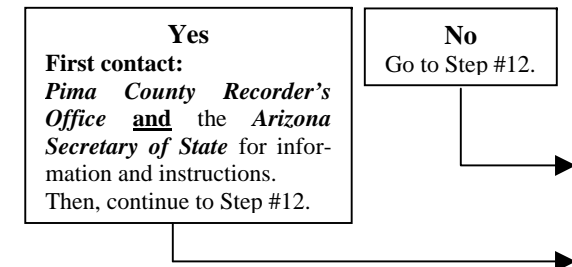 Yes
First contact:
Pima County Recorder's
Office and the Arizona
Secretary of State for infor-
mation and instructions.
Then, continue to Step #12.
No
Go to Step #12.